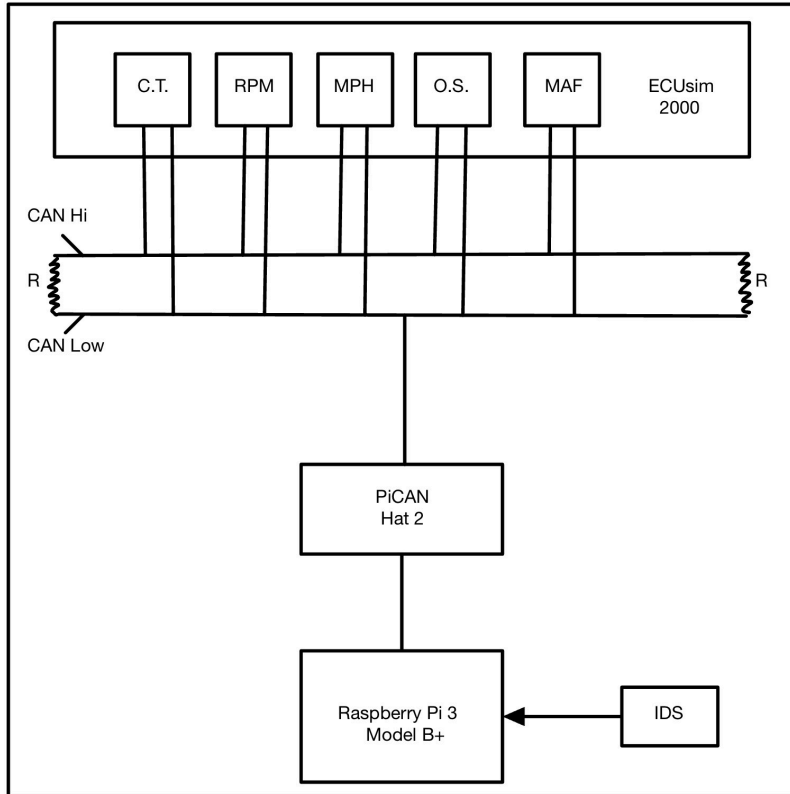 C.T.
RPM
MPH
O.S.
MAF
ECUsim
2000
CAN Hi
R
R
CAN Low
PiCAN
Hat 2
Raspberry Pi 3
Model B+
IDS